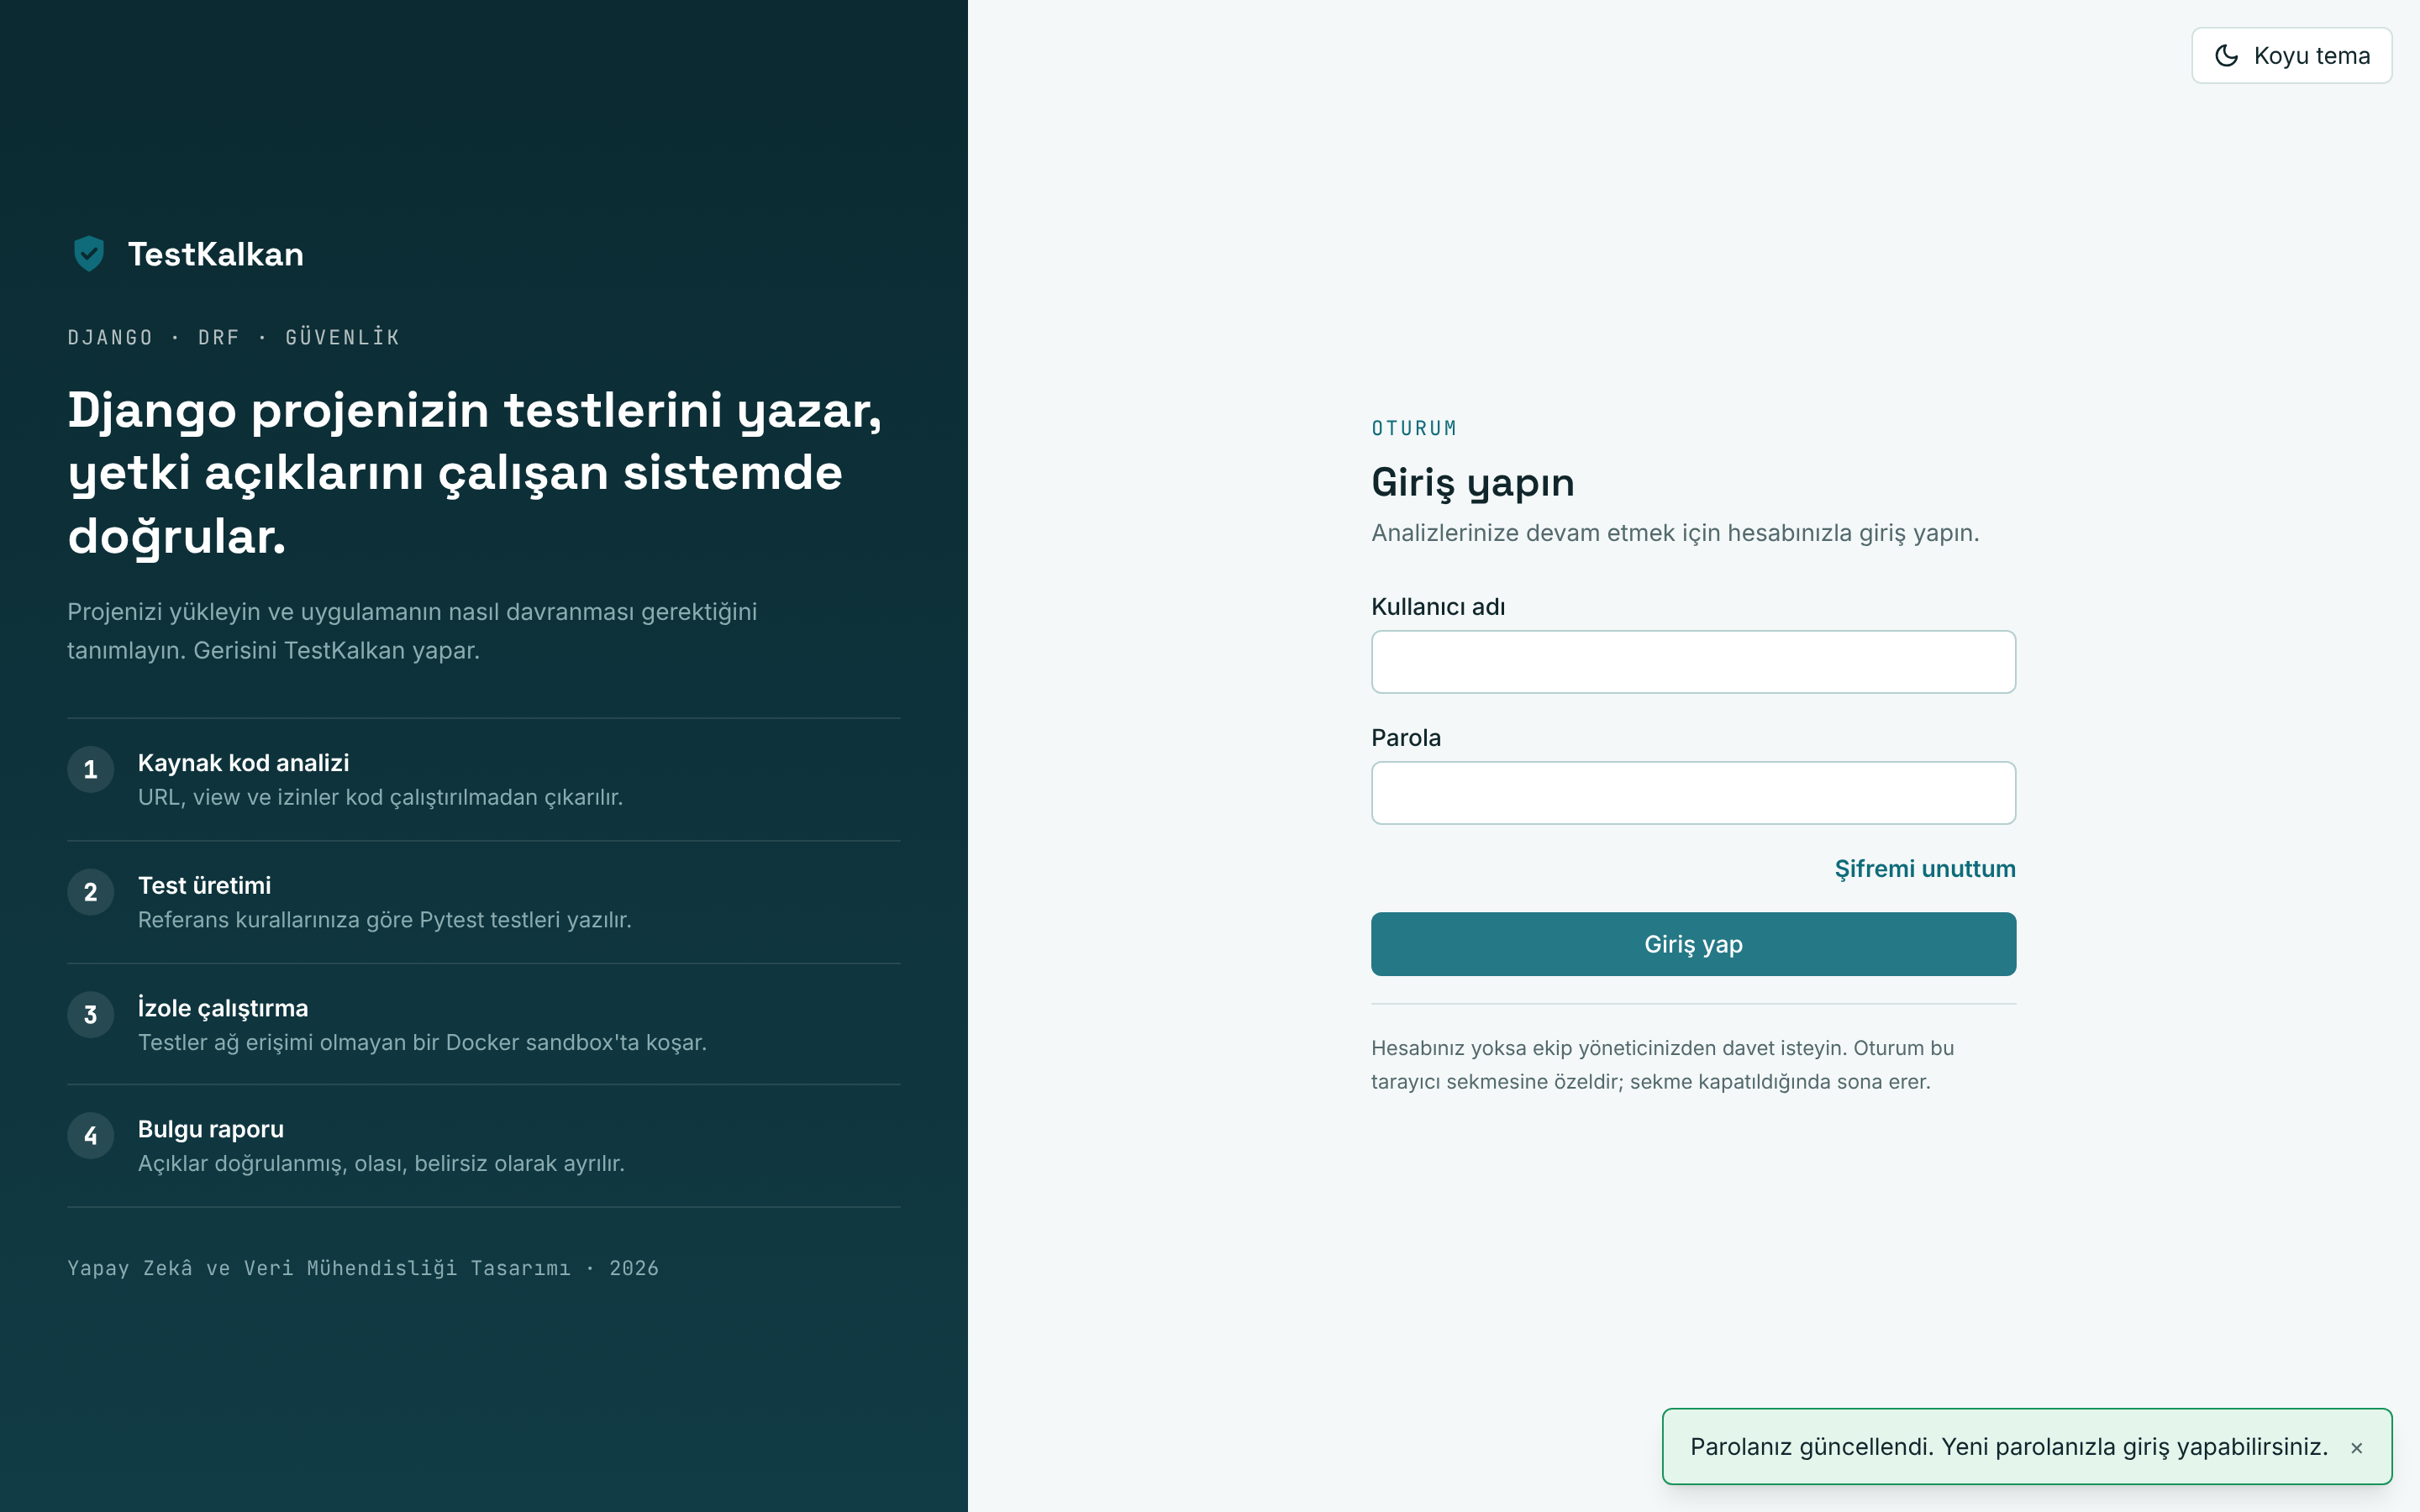 TestKalkan
DJANGO · DRF · GÜVENLİK
Django projenizin testlerini yazar,
yetki açıklarını çalışan sistemde
doğrular.
Projenizi yükleyin ve uygulamanın nasıl davranması gerektiğini
tanımlayın. Gerisini TestKalkan yapar.
1
Kaynak kod analizi
URL, view ve izinler kod çalıştırılmadan çıkarılır.
2
Test üretimi
Referans kurallarınıza göre Pytest testleri yazılır.
3
İzole çalıştırma
Testler ağ erişimi olmayan bir Docker sandbox'ta koşar.
4
Bulgu raporu
Açıklar doğrulanmış, olası, belirsiz olarak ayrılır.
Yapay Zekâ ve Veri Mühendisliği Tasarımı · 2026
Koyu tema
OTURUM
Giriş yapın
Analizlerinize devam etmek için hesabınızla giriş yapın.
Kullanıcı adı
Parola
Şifremi unuttum
Giriş yap
Hesabınız yoksa ekip yöneticinizden davet isteyin. Oturum bu
tarayıcı sekmesine özeldir; sekme kapatıldığında sona erer.
Parolanız güncellendi. Yeni parolanızla giriş yapabilirsiniz. ×